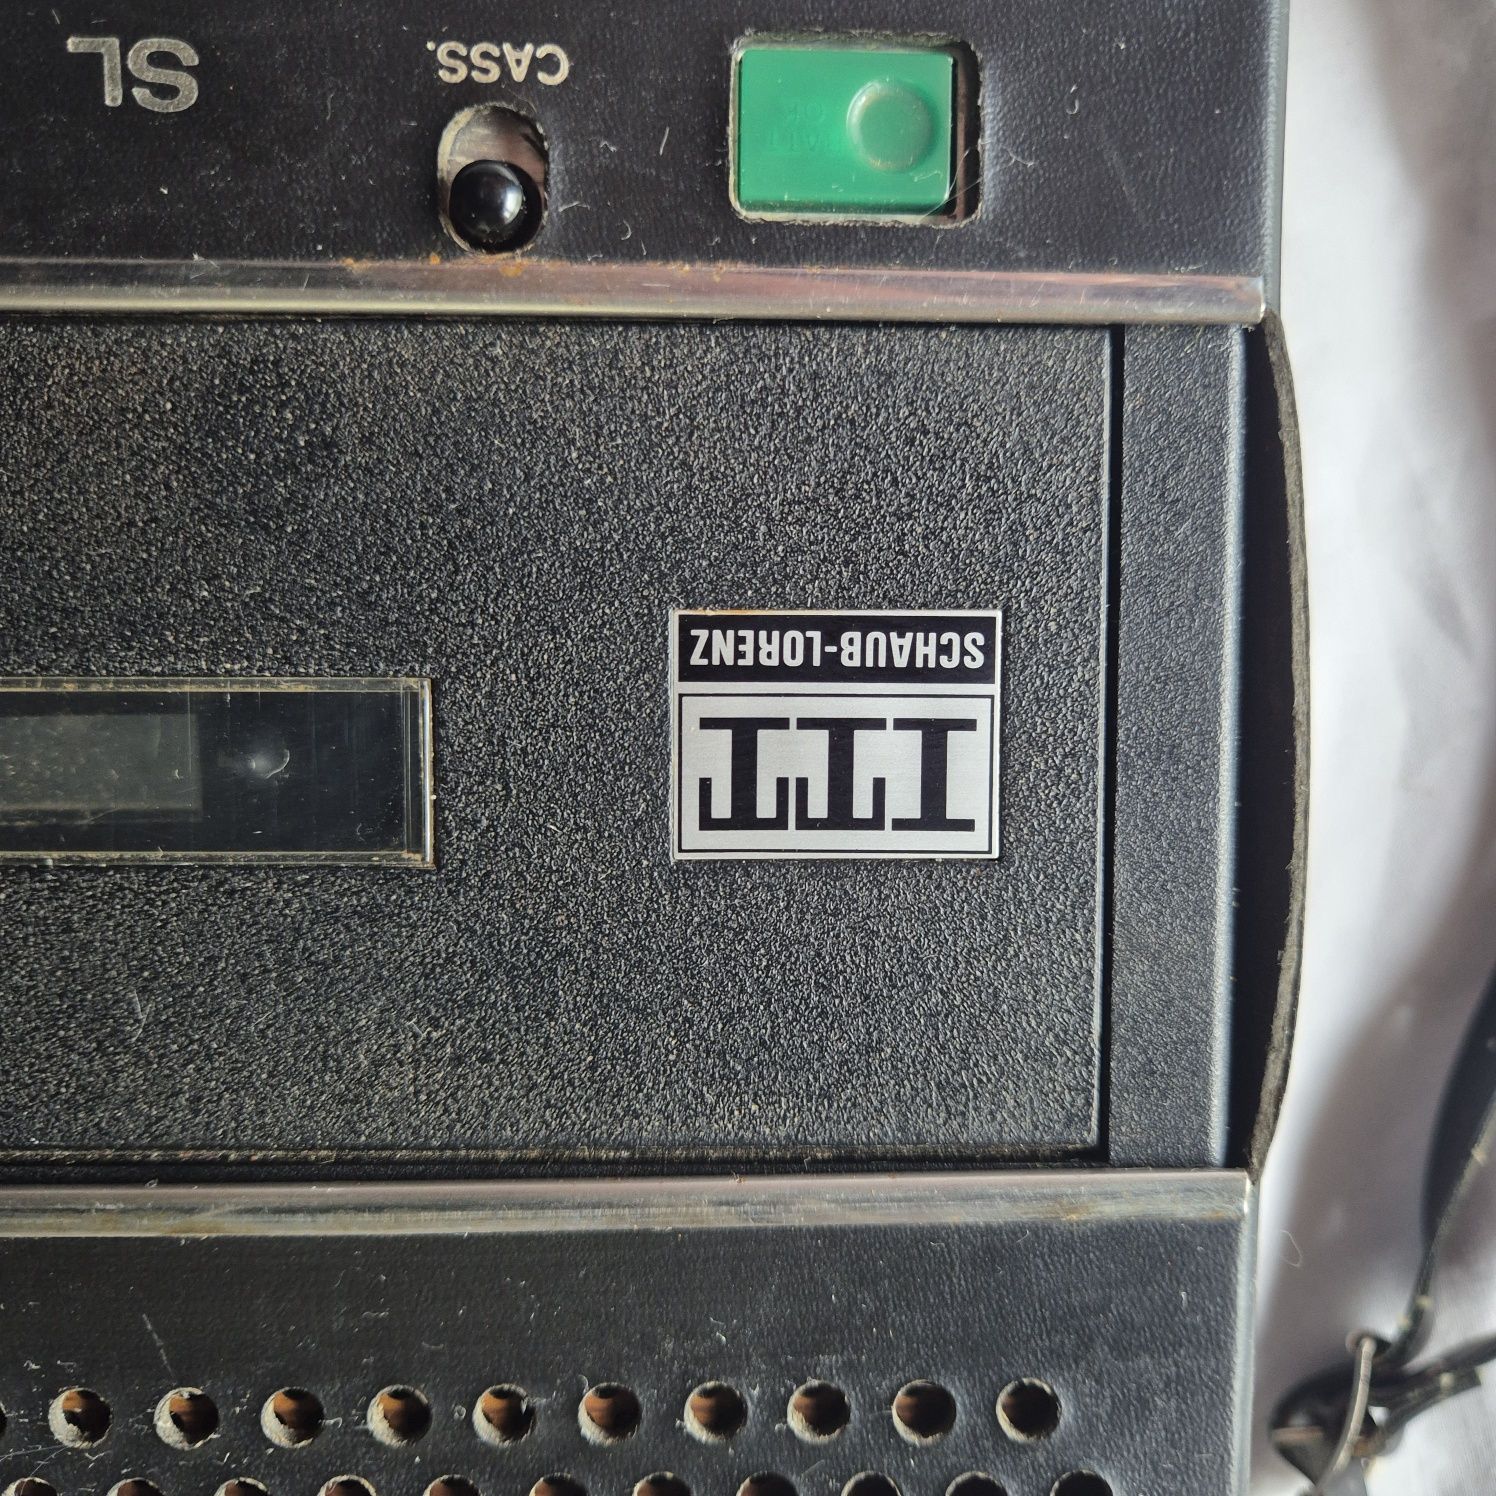 ITT
SCHAUB-LORENZ
CASS.
SL